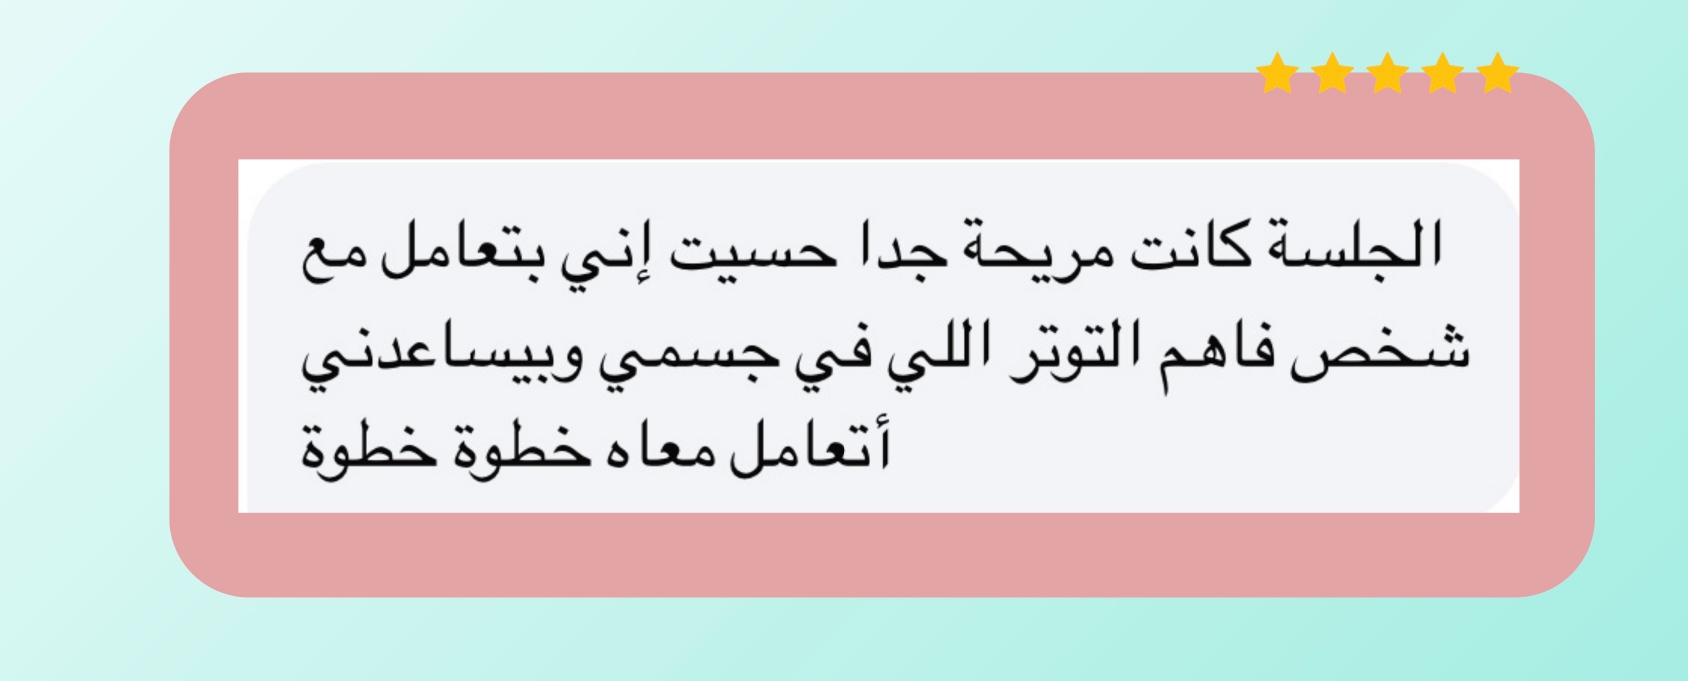 الجلسة كانت مريحة جدا حسيت إني بتعامل مع
شخص فاهم التوتر اللي في جسمي وبيساعدني
أتعامل معاه خطوة خطوة